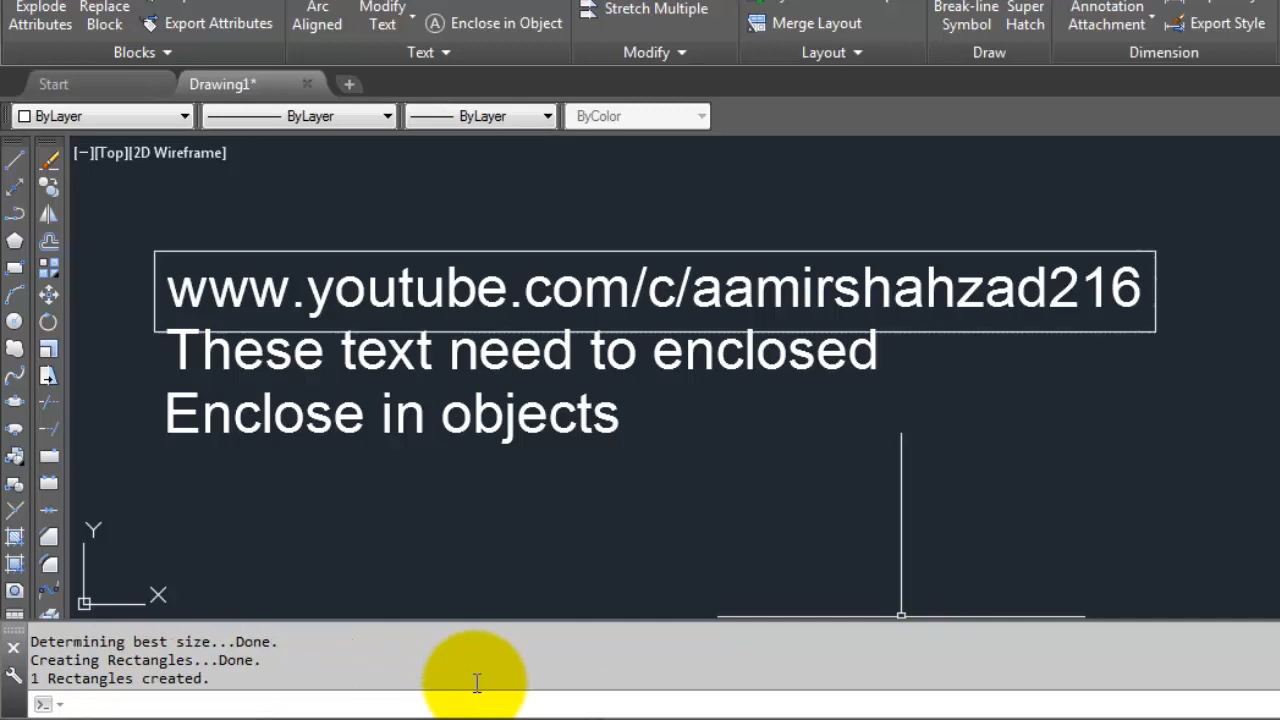 Explode Attributes
Replace Block
Export Attributes
Arc Aligned
Modify Text
Enclose in Object
Stretch Multiple
Merge Layout
Break-line Symbol
Super Hatch
Annotation Attachment
Export Style
Blocks
Text
Modify
Layout
Draw
Dimension
Start
Drawing1*
ByLayer
ByLayer
ByLayer
ByColor
[−][Top][2D Wireframe]
www.youtube.com/c/aamirshahzad216
These text need to enclosed
Enclose in objects
Y
X
Determining best size...Done.
Creating Rectangles...Done.
1 Rectangles created.